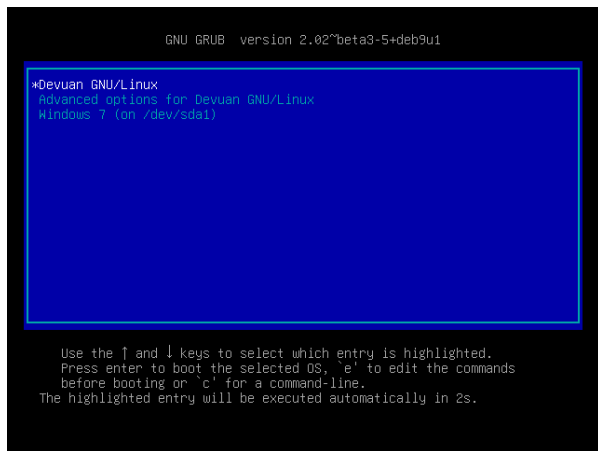 GNU GRUB  version 2.02~beta3-5+deb9u1
*Devuan GNU/Linux
Advanced options for Devuan GNU/Linux
Windows 7 (on /dev/sda1)
Use the ↑ and ↓ keys to select which entry is highlighted.
Press enter to boot the selected OS, `e' to edit the commands
before booting or `c' for a command-line.
The highlighted entry will be executed automatically in 2s.